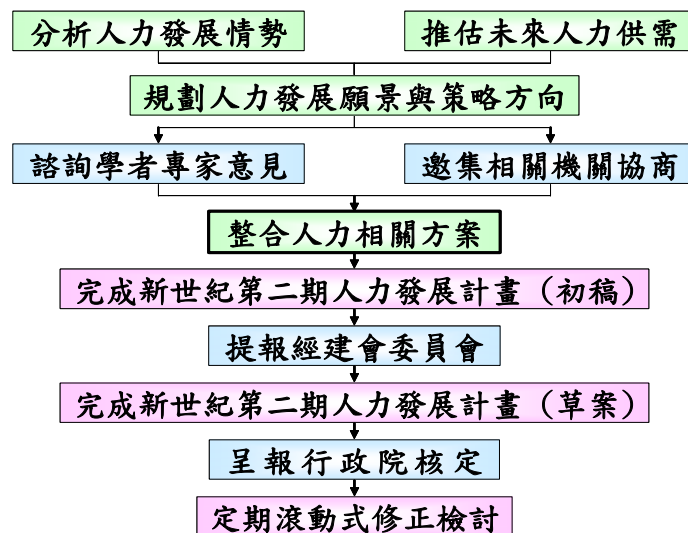 分析人力發展情勢
推估未來人力供需
規劃人力發展願景與策略方向
諮詢學者專家意見
邀集相關機關協商
整合人力相關方案
完成新世紀第二期人力發展計畫（初稿）
提報經建會委員會
完成新世紀第二期人力發展計畫（草案）
呈報行政院核定
定期滾動式修正檢討